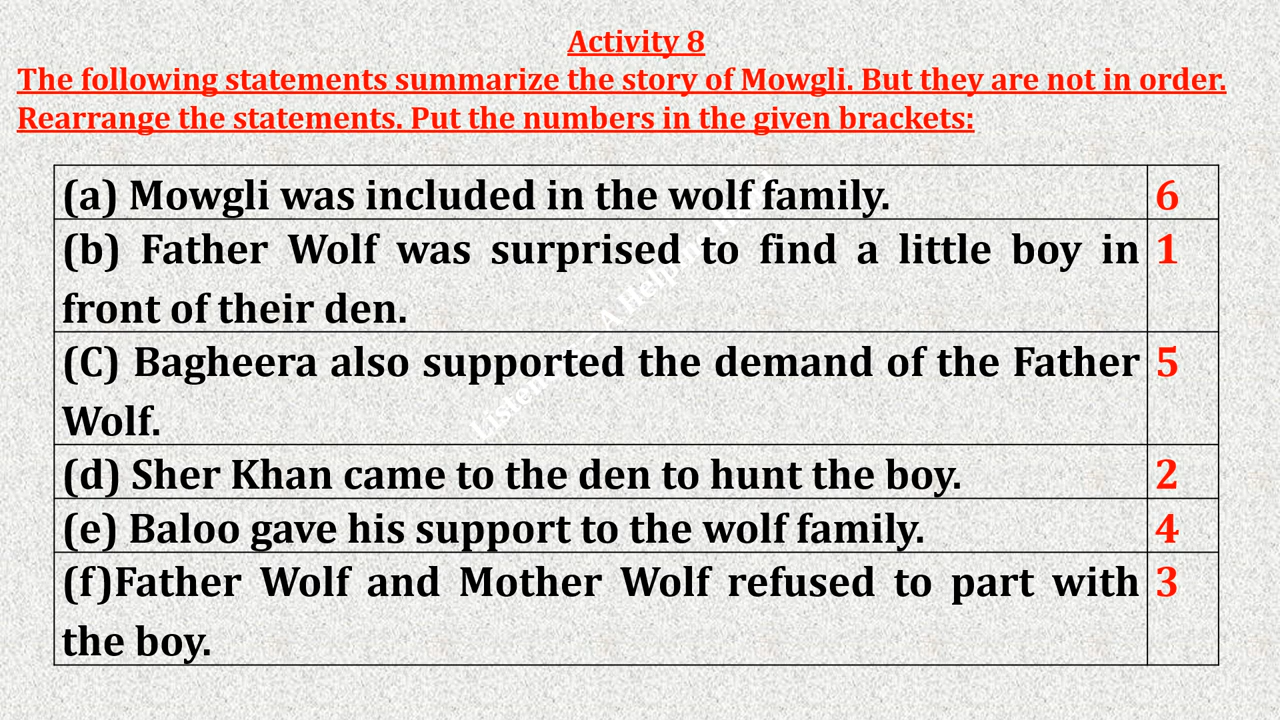 Activity 8
The following statements summarize the story of Mowgli. But they are not in order.
Rearrange the statements. Put the numbers in the given brackets:
(a) Mowgli was included in the wolf family. 6
(b) Father Wolf was surprised to find a little boy in 1
front of their den.
(C) Bagheera also supported the demand of the Father 5
Wolf.
(d) Sher Khan came to the den to hunt the boy. 2
(e) Baloo gave his support to the wolf family. 4
(f)Father Wolf and Mother Wolf refused to part with 3
the boy.